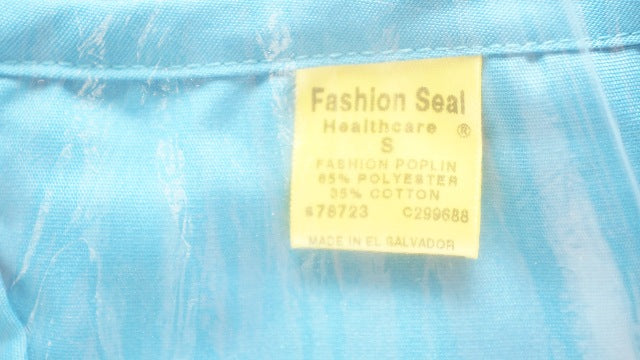 Fashion Seal
Healthcare ®
S
FASHION POPLIN
65% POLYESTER
35% COTTON
s78723 C299688
MADE IN EL SALVADOR